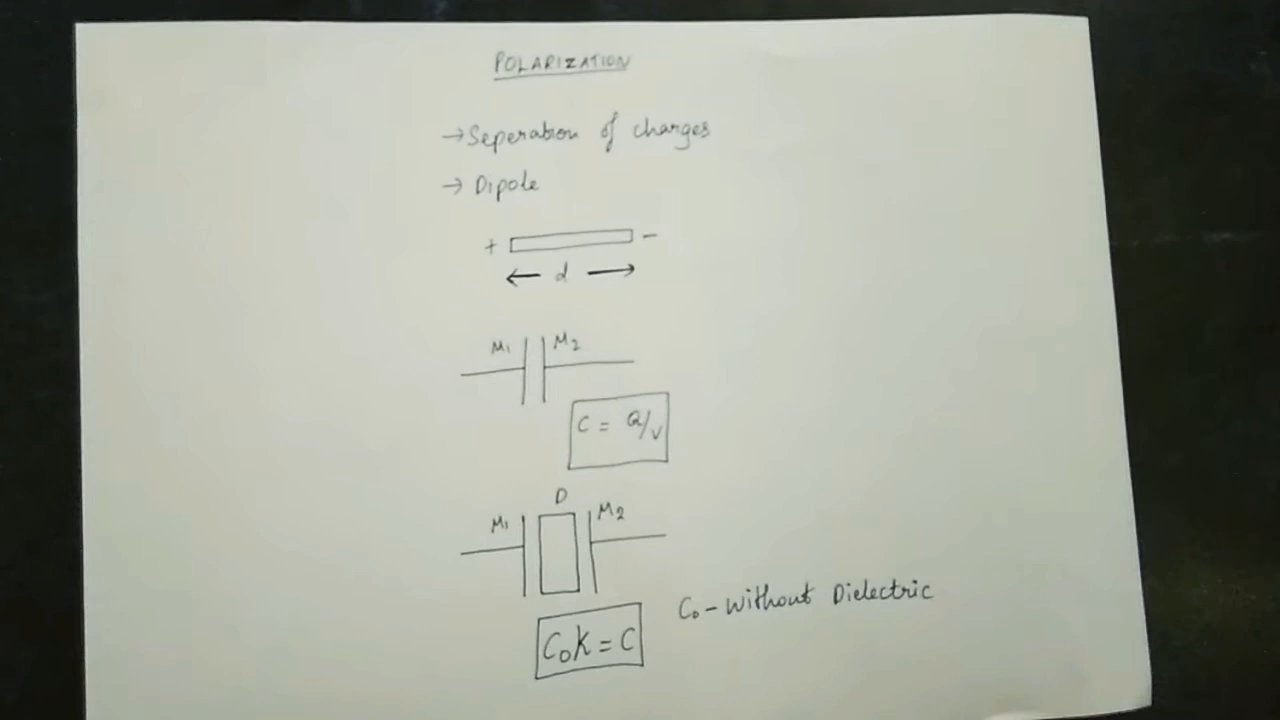 POLARIZATION
→ Seperation of charges
→ Dipole
+ -
← d →
M₁ M₂
C = Q/V
D
M₁ M₂
C₀ - Without Dielectric
C₀K = C